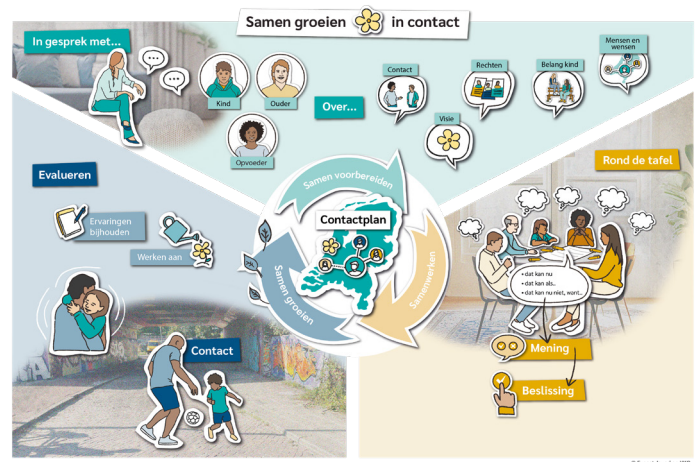 Samen groeien in contact
In gesprek met...
Kind
Ouder
Opvoeder
Over...
Contact
Visie
Rechten
Belang kind
Mensen en
wensen
Evalueren
Ervaringen
bijhouden
Werken aan
Contact
Samen voorbereiden
Samenwerken
Samen groeien
Contactplan
Rond de tafel
• dat kan nu
• dat kan als..
• dat kan nu niet, want..
Mening
Beslissing